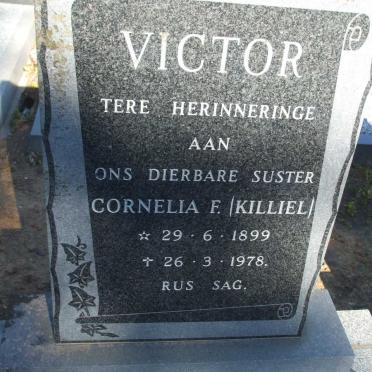 VICTOR
TERE HERINNERINGE
AAN
ONS DIERBARE SUSTER
CORNELIA F. (KILLIEL)
☆ 29·6·1899
✝ 26·3·1978.
RUS SAG.